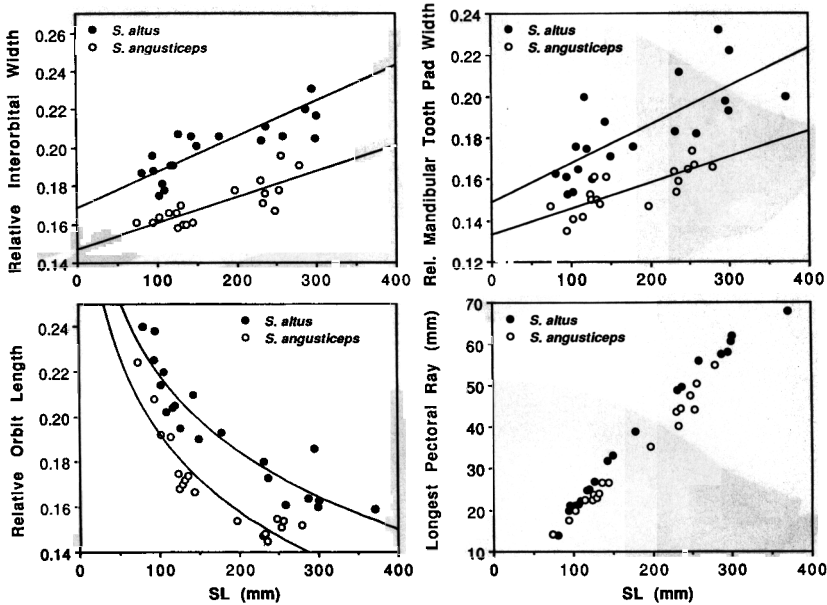 Relative Interorbital Width
0.26
0.24
0.22
0.20
0.18
0.16
0.14
S. altus
S. angusticeps
0 100 200 300 400
Rel. Mandibular Tooth Pad Width
0.24
0.22
0.20
0.18
0.16
0.14
0.12
S. altus
S. angusticeps
0 100 200 300 400
Relative Orbit Length
0.24
0.22
0.20
0.18
0.16
0.14
S. altus
S. angusticeps
0 100 200 300 400
SL (mm)
Longest Pectoral Ray (mm)
70
60
50
40
30
20
10
S. altus
S. angusticeps
0 100 200 300 400
SL (mm)